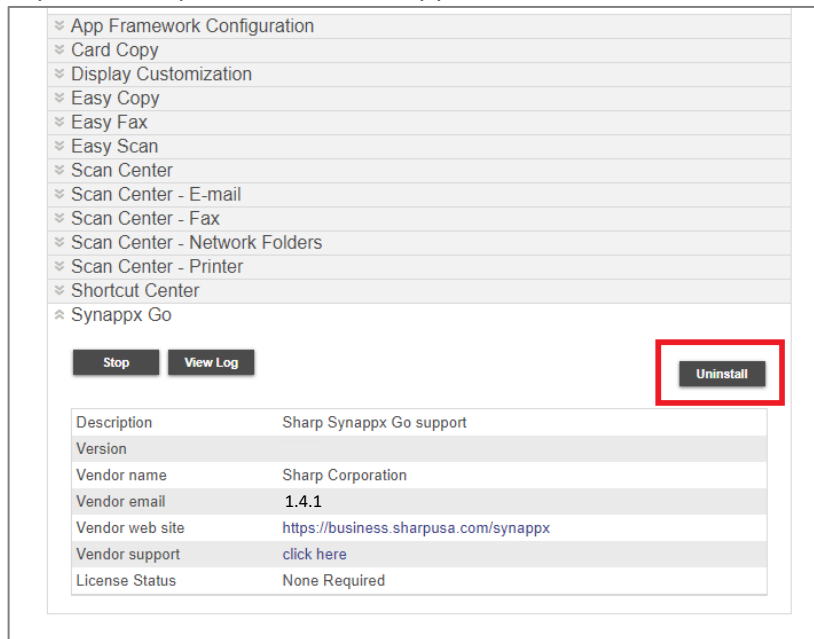 App Framework Configuration
Card Copy
Display Customization
Easy Copy
Easy Fax
Easy Scan
Scan Center
Scan Center - E-mail
Scan Center - Fax
Scan Center - Network Folders
Scan Center - Printer
Shortcut Center
Synappx Go
Stop View Log Uninstall
Description Sharp Synappx Go support
Version
Vendor name Sharp Corporation
Vendor email 1.4.1
Vendor web site https://business.sharpusa.com/synappx
Vendor support click here
License Status None Required